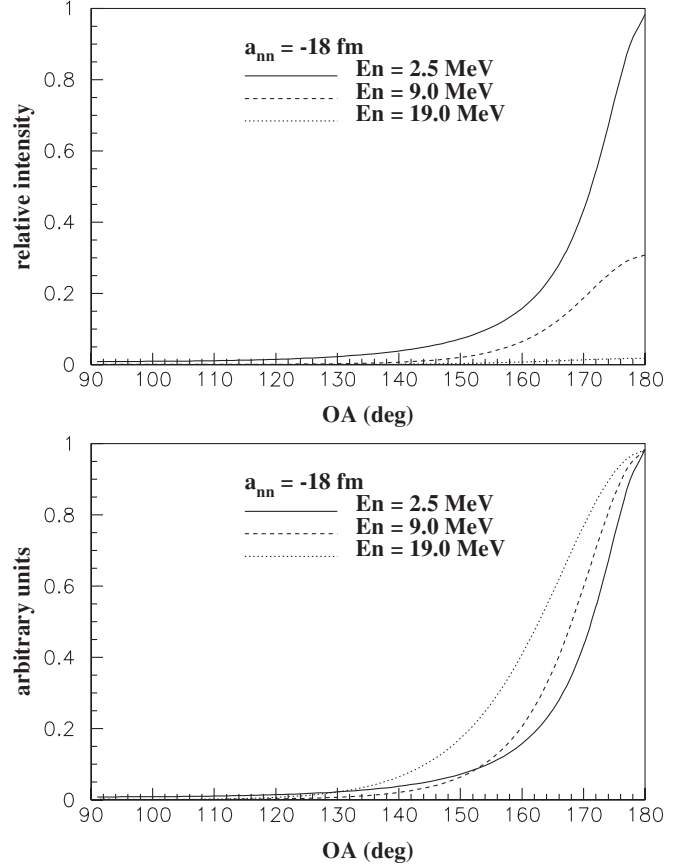 relative intensity
1
0.8
0.6
0.4
0.2
0
a_nn = -18 fm
En = 2.5 MeV
En = 9.0 MeV
En = 19.0 MeV
90 100 110 120 130 140 150 160 170 180
OA (deg)
arbitrary units
1
0.8
0.6
0.4
0.2
0
a_nn = -18 fm
En = 2.5 MeV
En = 9.0 MeV
En = 19.0 MeV
90 100 110 120 130 140 150 160 170 180
OA (deg)